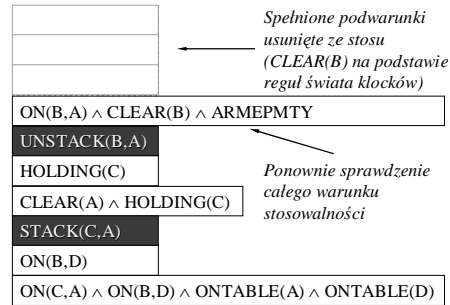 Spełnione podwarunki
usunięte ze stosu
(CLEAR(B) na podstawie
reguł świata klocków)
ON(B,A) ∧ CLEAR(B) ∧ ARMEPMTY
UNSTACK(B,A)
HOLDING(C)
CLEAR(A) ∧ HOLDING(C)
STACK(C,A)
ON(B,D)
ON(C,A) ∧ ON(B,D) ∧ ONTABLE(A) ∧ ONTABLE(D)
Ponownie sprawdzenie
całego warunku
stosowalności